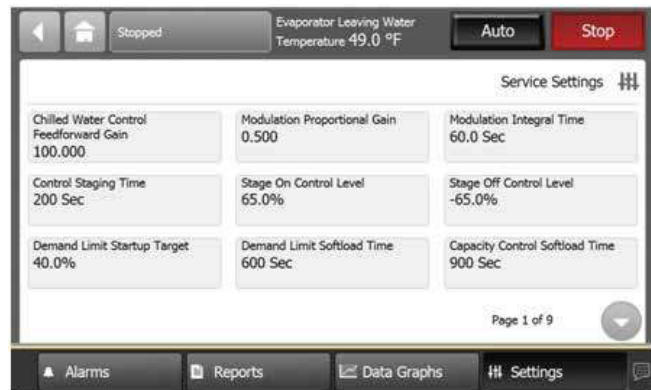 Stopped
Evaporator Leaving Water
Temperature 49.0 °F
Auto
Stop
Service Settings
Chilled Water Control
Feedforward Gain
100.000
Modulation Proportional Gain
0.500
Modulation Integral Time
60.0 Sec
Control Staging Time
200 Sec
Stage On Control Level
65.0%
Stage Off Control Level
-65.0%
Demand Limit Startup Target
40.0%
Demand Limit Softload Time
600 Sec
Capacity Control Softload Time
900 Sec
Page 1 of 9
Alarms
Reports
Data Graphs
Settings